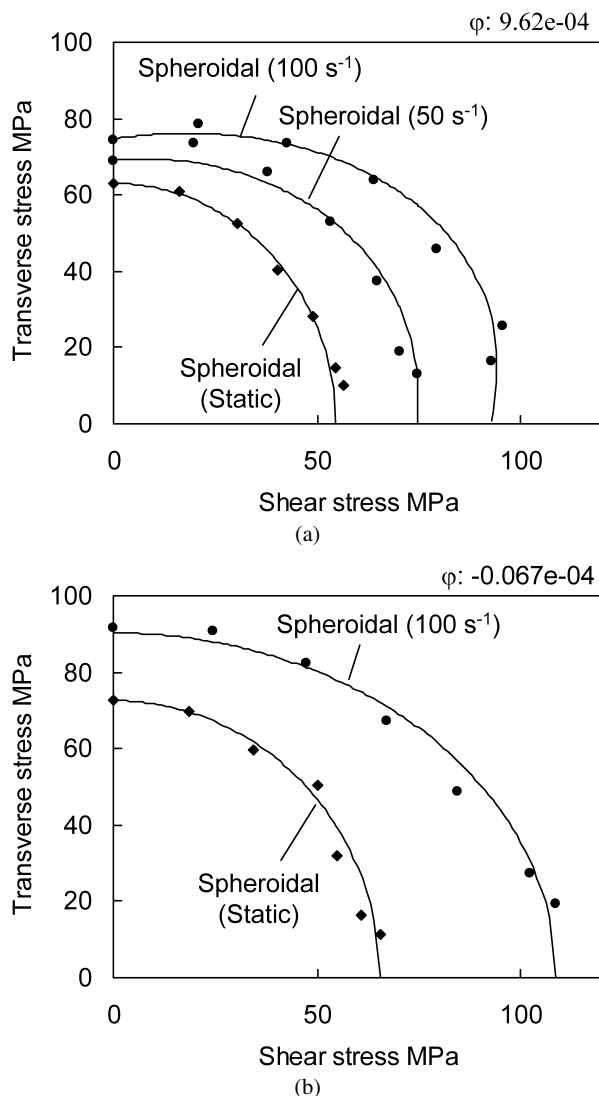 φ: 9.62e-04
100
Spheroidal (100 s⁻¹)
Spheroidal (50 s⁻¹)
80
60
40
20
0
Transverse stress MPa
Spheroidal
(Static)
0 50 100
Shear stress MPa
(a)
φ: -0.067e-04
100
Spheroidal (100 s⁻¹)
80
60
40
20
0
Transverse stress MPa
Spheroidal
(Static)
0 50 100
Shear stress MPa
(b)